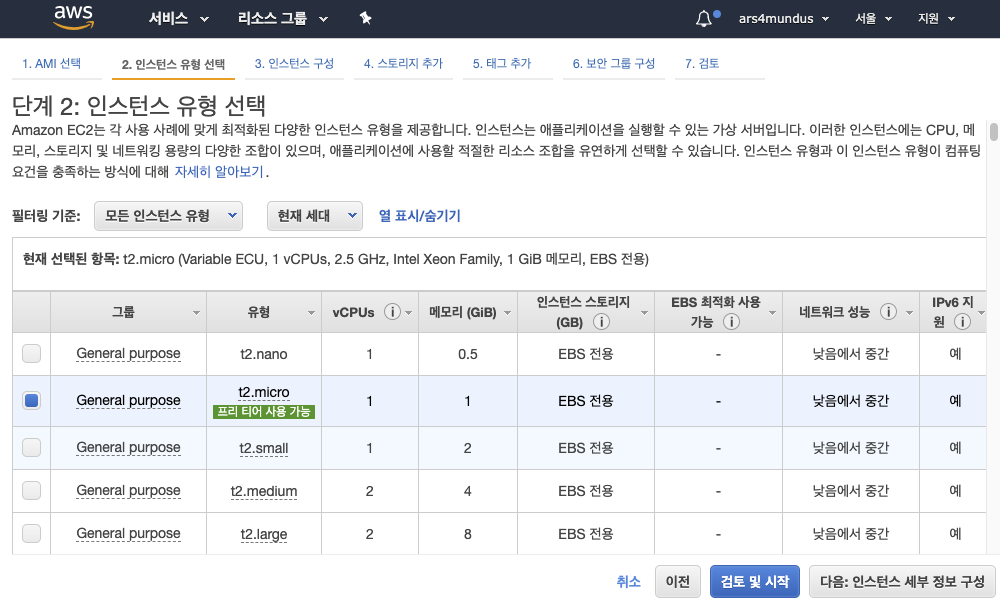 aws 서비스 리소스 그룹 ars4mundus 서울 지원
1. AMI 선택 2. 인스턴스 유형 선택 3. 인스턴스 구성 4. 스토리지 추가 5. 태그 추가 6. 보안 그룹 구성 7. 검토
단계 2: 인스턴스 유형 선택
Amazon EC2는 각 사용 사례에 맞게 최적화된 다양한 인스턴스 유형을 제공합니다. 인스턴스는 애플리케이션을 실행할 수 있는 가상 서버입니다. 이러한 인스턴스에는 CPU, 메
모리, 스토리지 및 네트워킹 용량의 다양한 조합이 있으며, 애플리케이션에 사용할 적절한 리소스 조합을 유연하게 선택할 수 있습니다. 인스턴스 유형과 이 인스턴스 유형이 컴퓨팅
요건을 충족하는 방식에 대해 자세히 알아보기.
필터링 기준: 모든 인스턴스 유형 현재 세대 열 표시/숨기기
현재 선택된 항목: t2.micro (Variable ECU, 1 vCPUs, 2.5 GHz, Intel Xeon Family, 1 GiB 메모리, EBS 전용)
그룹 유형 vCPUs 메모리 (GiB) 인스턴스 스토리지 (GB) EBS 최적화 사용 가능 네트워크 성능 IPv6 지원
General purpose t2.nano 1 0.5 EBS 전용 - 낮음에서 중간 예
General purpose t2.micro 프리 티어 사용 가능 1 1 EBS 전용 - 낮음에서 중간 예
General purpose t2.small 1 2 EBS 전용 - 낮음에서 중간 예
General purpose t2.medium 2 4 EBS 전용 - 낮음에서 중간 예
General purpose t2.large 2 8 EBS 전용 - 낮음에서 중간 예
취소 이전 검토 및 시작 다음: 인스턴스 세부 정보 구성